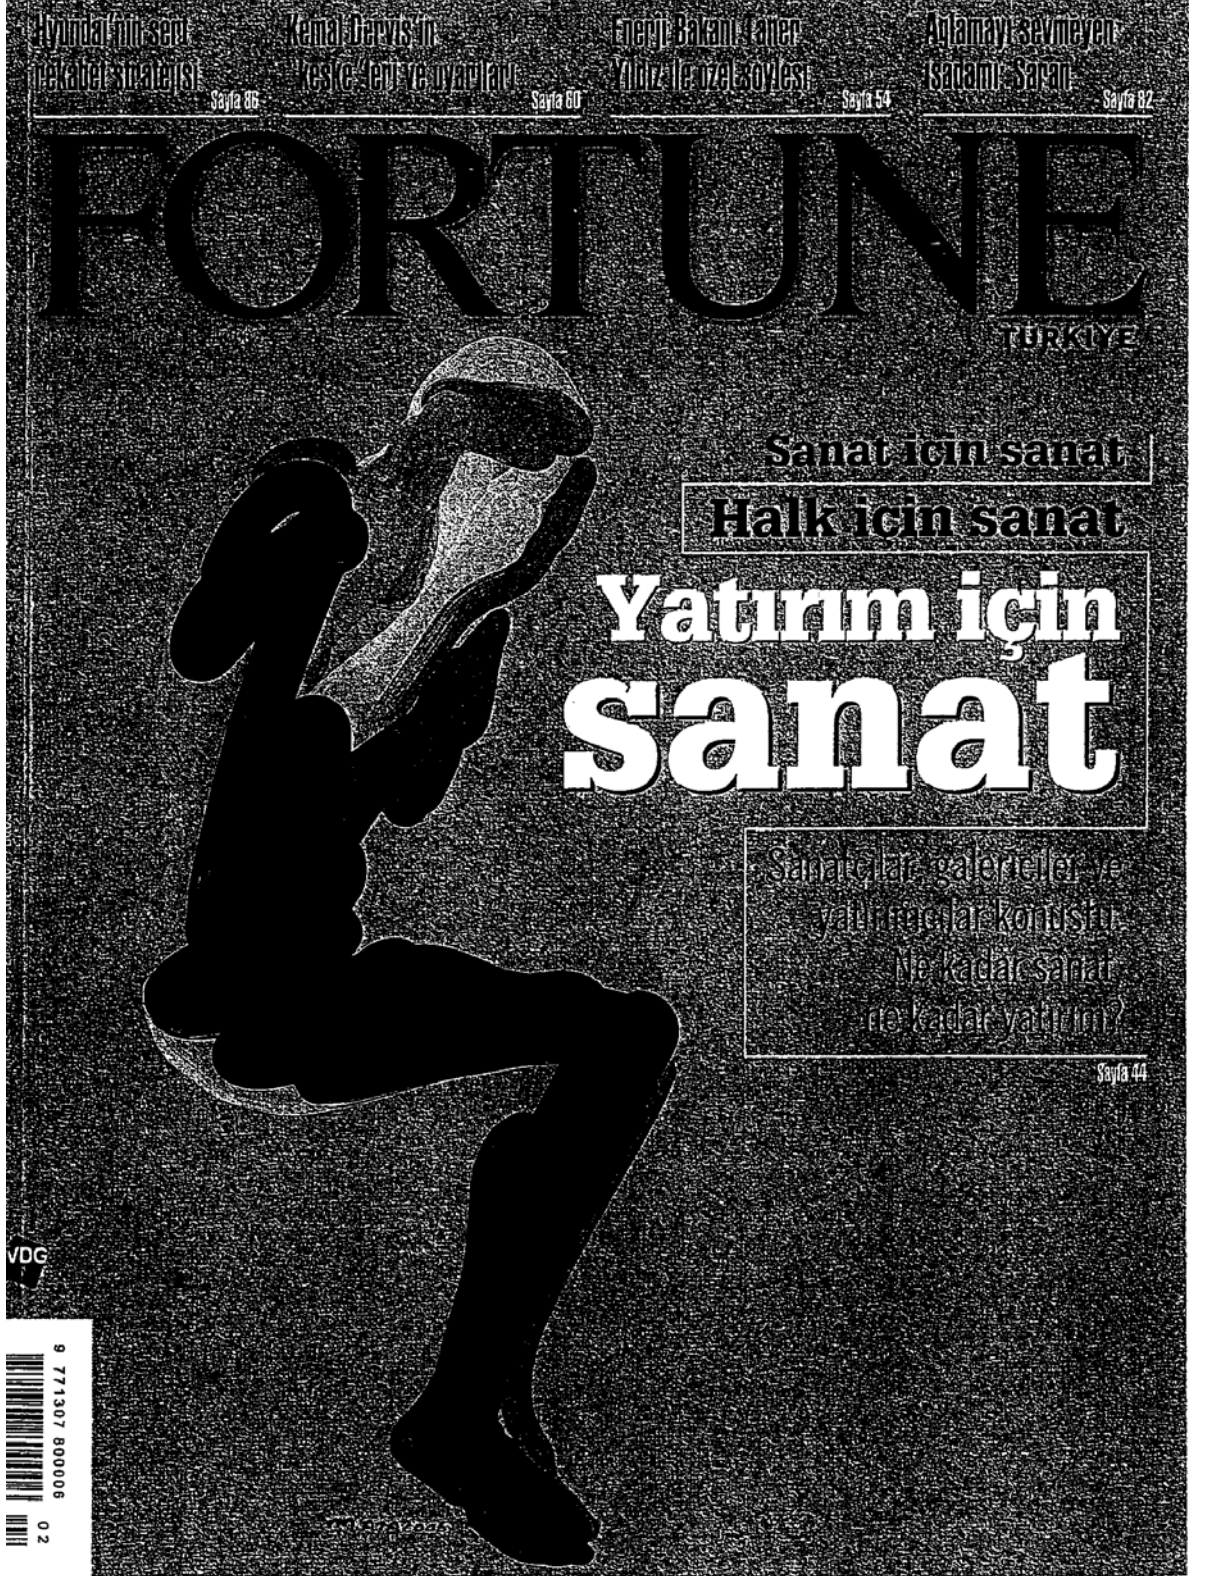 Hyundai'nin sert
rekabet stratejisi
Sayfa 86
Kemal Derviş'in
'keşke'leri ve uyarıları
Sayfa 60
Enerji Bakanı Taner
Yıldız ile özel söyleşi
Sayfa 54
Ağlamayı sevmeyen
işadamı: Saran
Sayfa 82
FORTUNE
TÜRKİYE
Sanat için sanat
Halk için sanat
Yatırım için
sanat
Sanatçılar, galericiler ve
yatırımcılar konuştu:
Ne kadar sanat,
ne kadar yatırım?
Sayfa 44
VDG
9 771307 800006
02